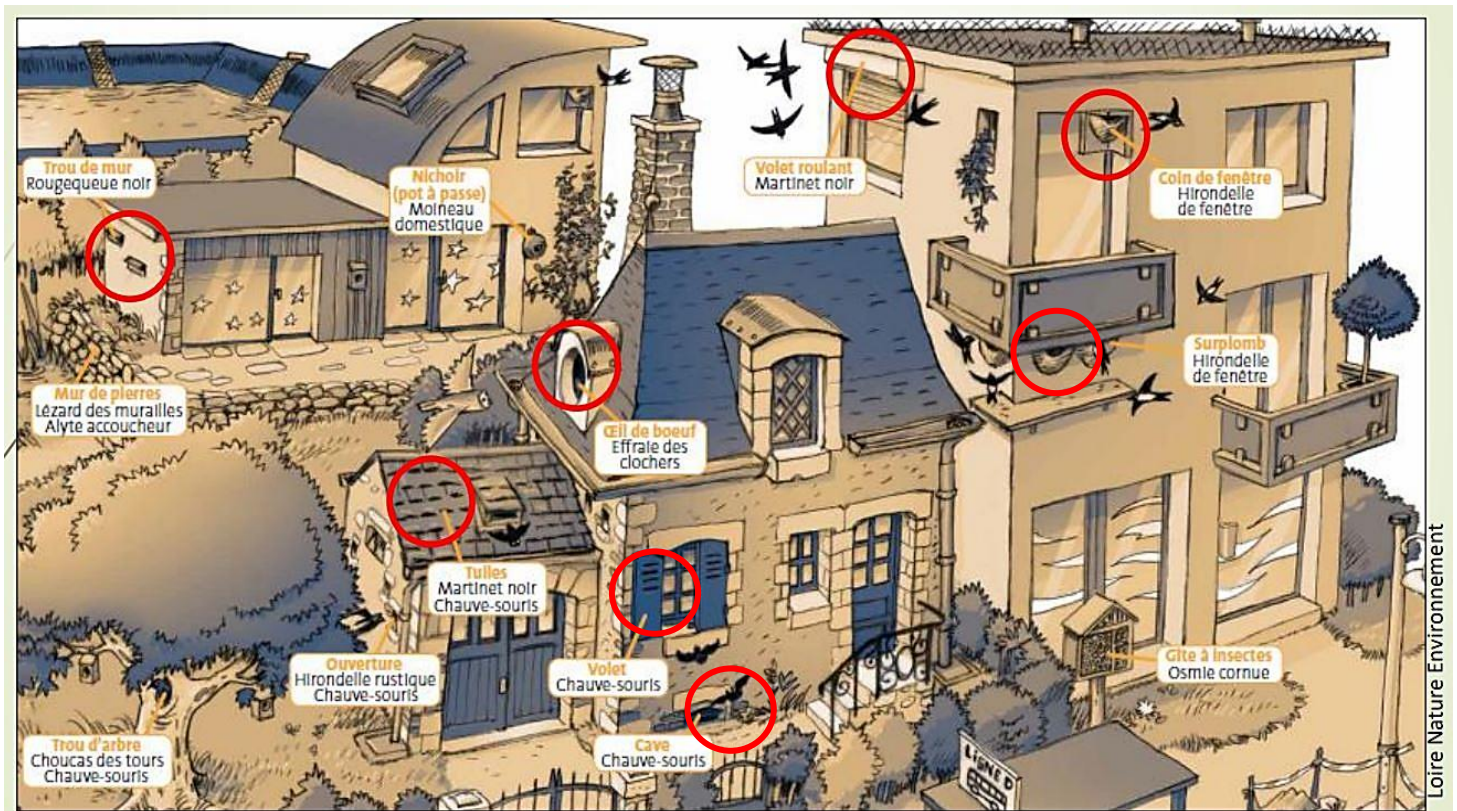 Trou de mur
Rougequeue noir
Nichoir
(pot à passe)
Moineau
domestique
Volet roulant
Martinet noir
Coin de fenêtre
Hirondelle
de fenêtre
Mur de pierres
Lézard des murailles
Alyte accoucheur
Surplomb
Hirondelle
de fenêtre
Œil de boeuf
Effraie des
clochers
Tuiles
Martinet noir
Chauve-souris
Ouverture
Hirondelle rustique
Chauve-souris
Volet
Chauve-souris
Gîte à insectes
Osmie cornue
Trou d'arbre
Choucas des tours
Chauve-souris
Cave
Chauve-souris
LIGNE D
Loire Nature Environnement